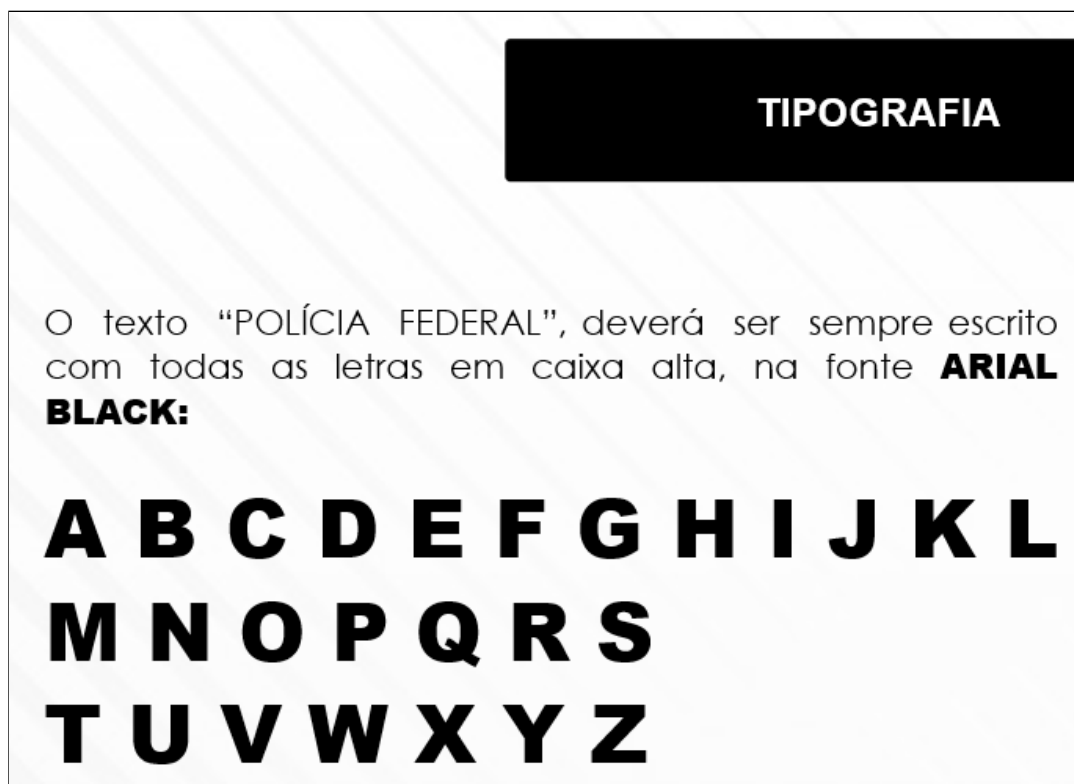 TIPOGRAFIA
O texto “POLÍCIA FEDERAL”, deverá ser sempre escrito
com todas as letras em caixa alta, na fonte ARIAL
BLACK:
A B C D E F G H I J K L
M N O P Q R S
T U V W X Y Z